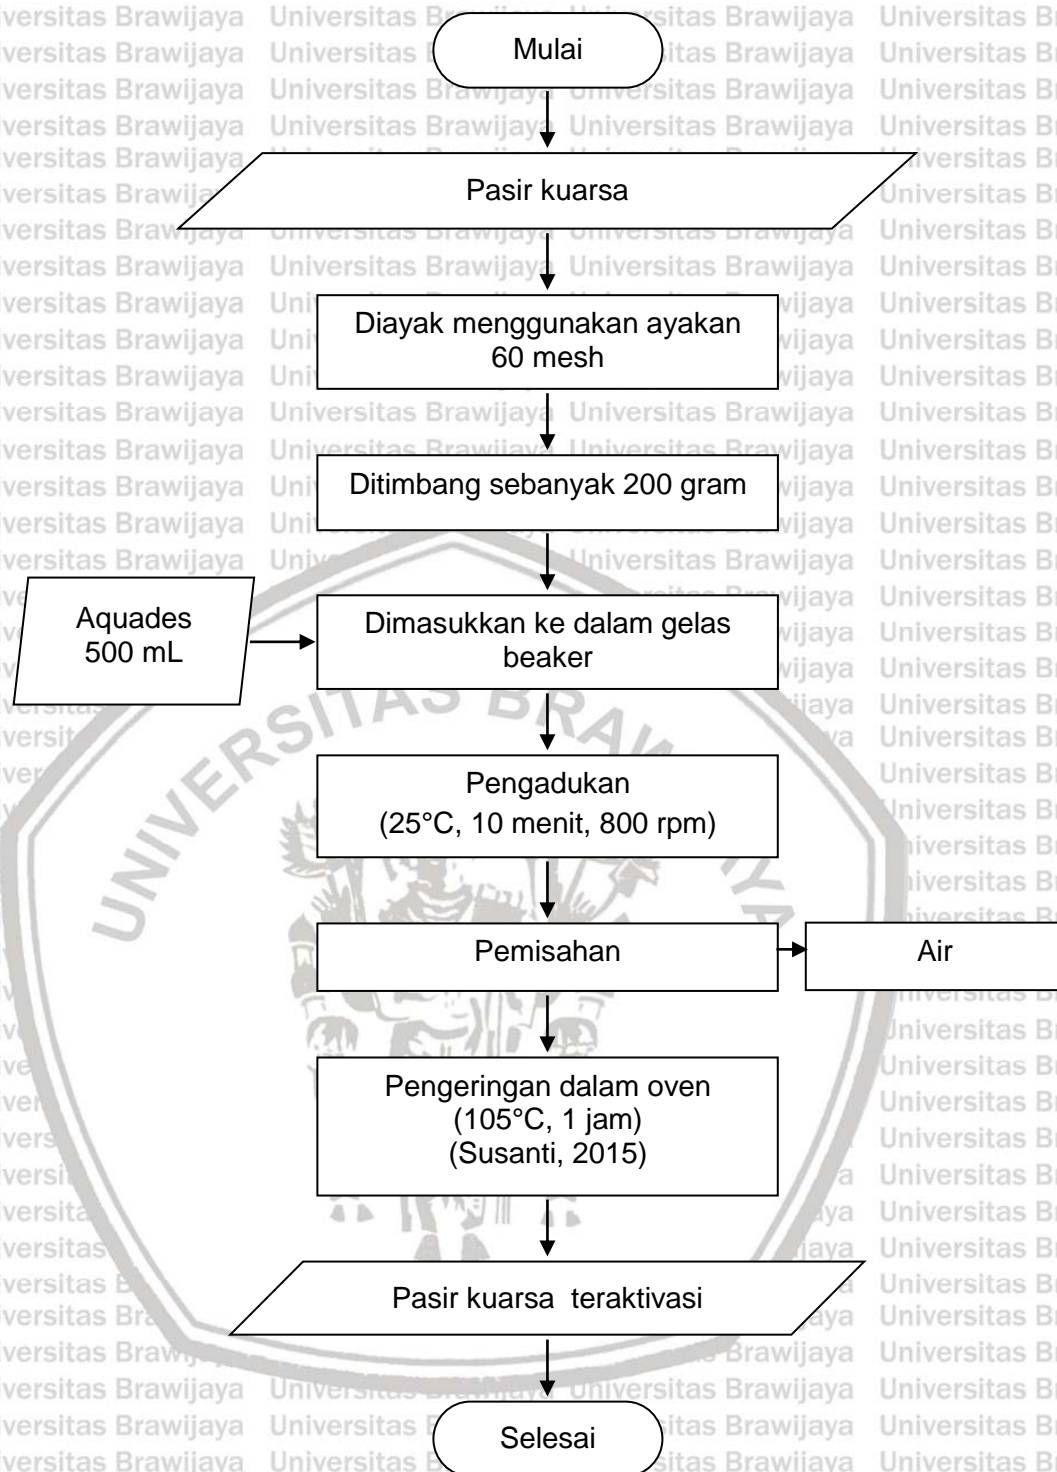 Mulai
Pasir kuarsa
Diayak menggunakan ayakan
60 mesh
Ditimbang sebanyak 200 gram
Aquades
500 mL
Dimasukkan ke dalam gelas
beaker
Pengadukan
(25°C, 10 menit, 800 rpm)
Pemisahan
Air
Pengeringan dalam oven
(105°C, 1 jam)
(Susanti, 2015)
Pasir kuarsa teraktivasi
Selesai
UNIVERSITAS BRAWIJAYA